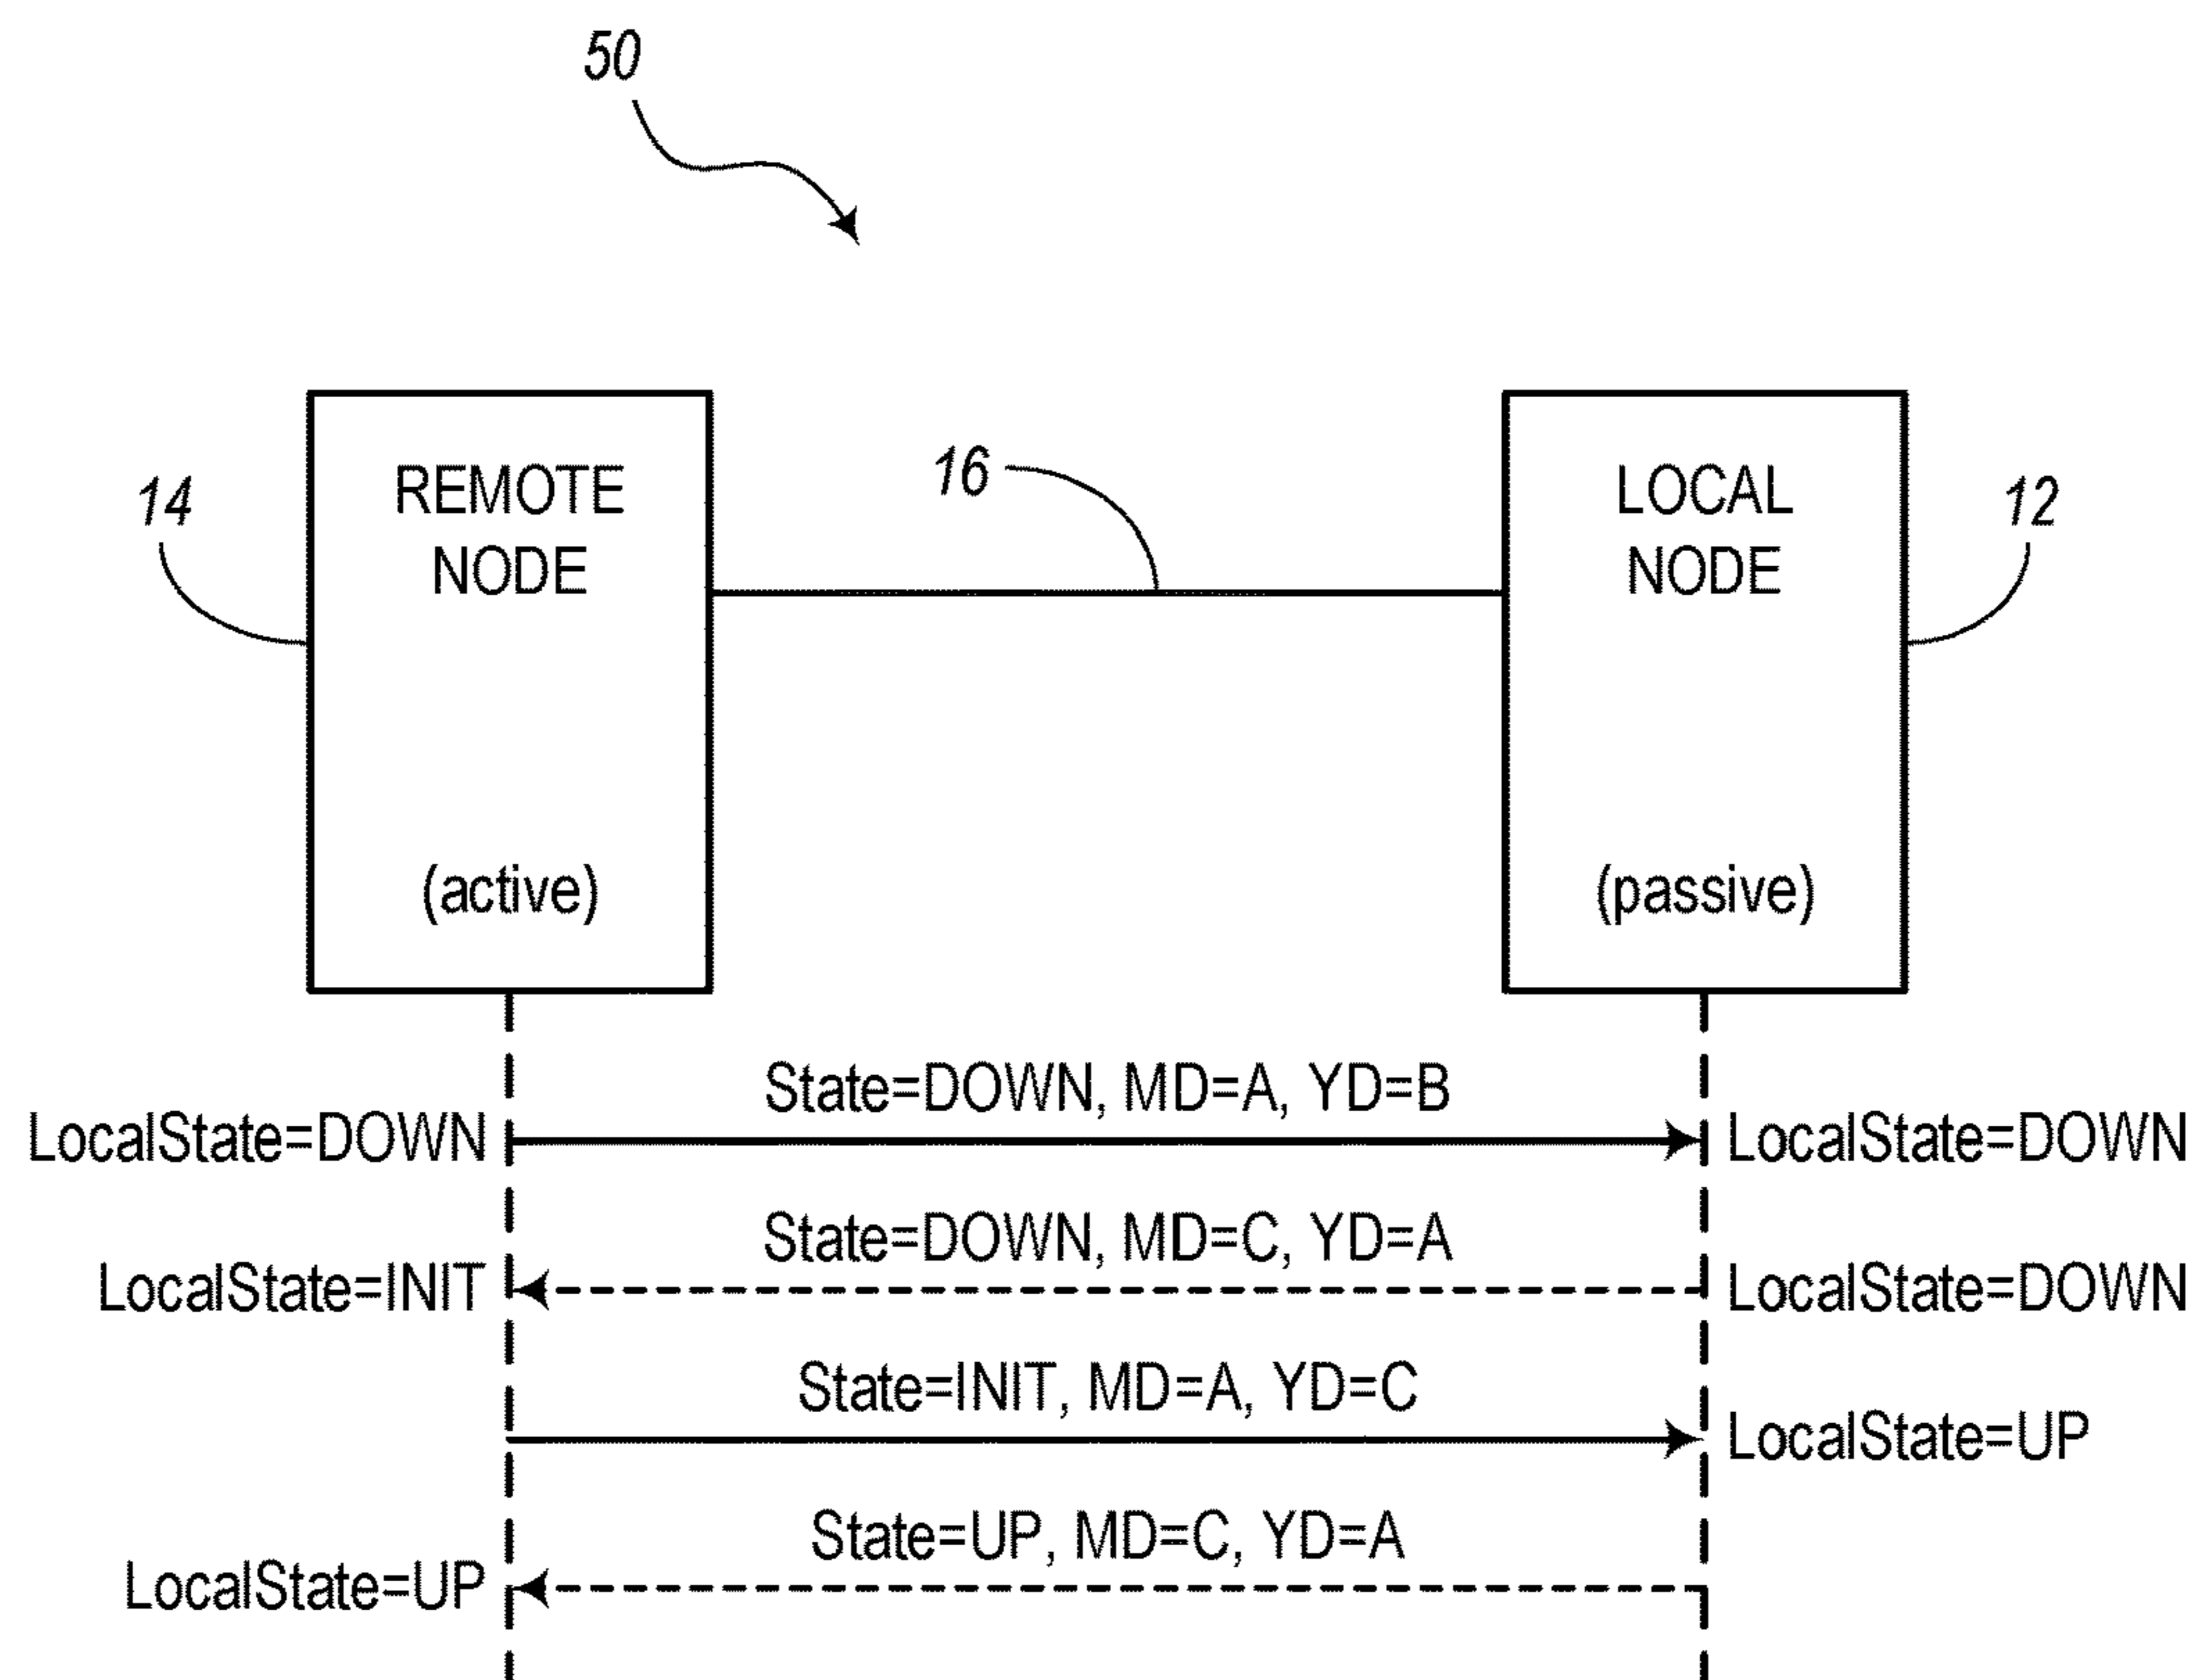 50
14
REMOTE
NODE
(active)
16
LOCAL
NODE
(passive)
12
State=DOWN, MD=A, YD=B
LocalState=DOWN
LocalState=DOWN
State=DOWN, MD=C, YD=A
LocalState=INIT
LocalState=DOWN
State=INIT, MD=A, YD=C
LocalState=UP
State=UP, MD=C, YD=A
LocalState=UP